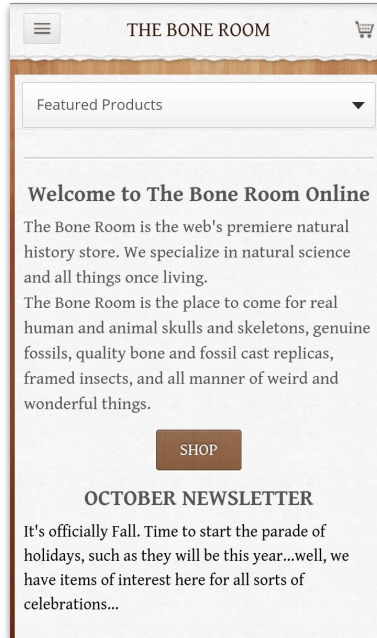 THE BONE ROOM
Featured Products
Welcome to The Bone Room Online
The Bone Room is the web's premiere natural
history store. We specialize in natural science
and all things once living.
The Bone Room is the place to come for real
human and animal skulls and skeletons, genuine
fossils, quality bone and fossil cast replicas,
framed insects, and all manner of weird and
wonderful things.
SHOP
OCTOBER NEWSLETTER
It's officially Fall. Time to start the parade of
holidays, such as they will be this year...well, we
have items of interest here for all sorts of
celebrations...